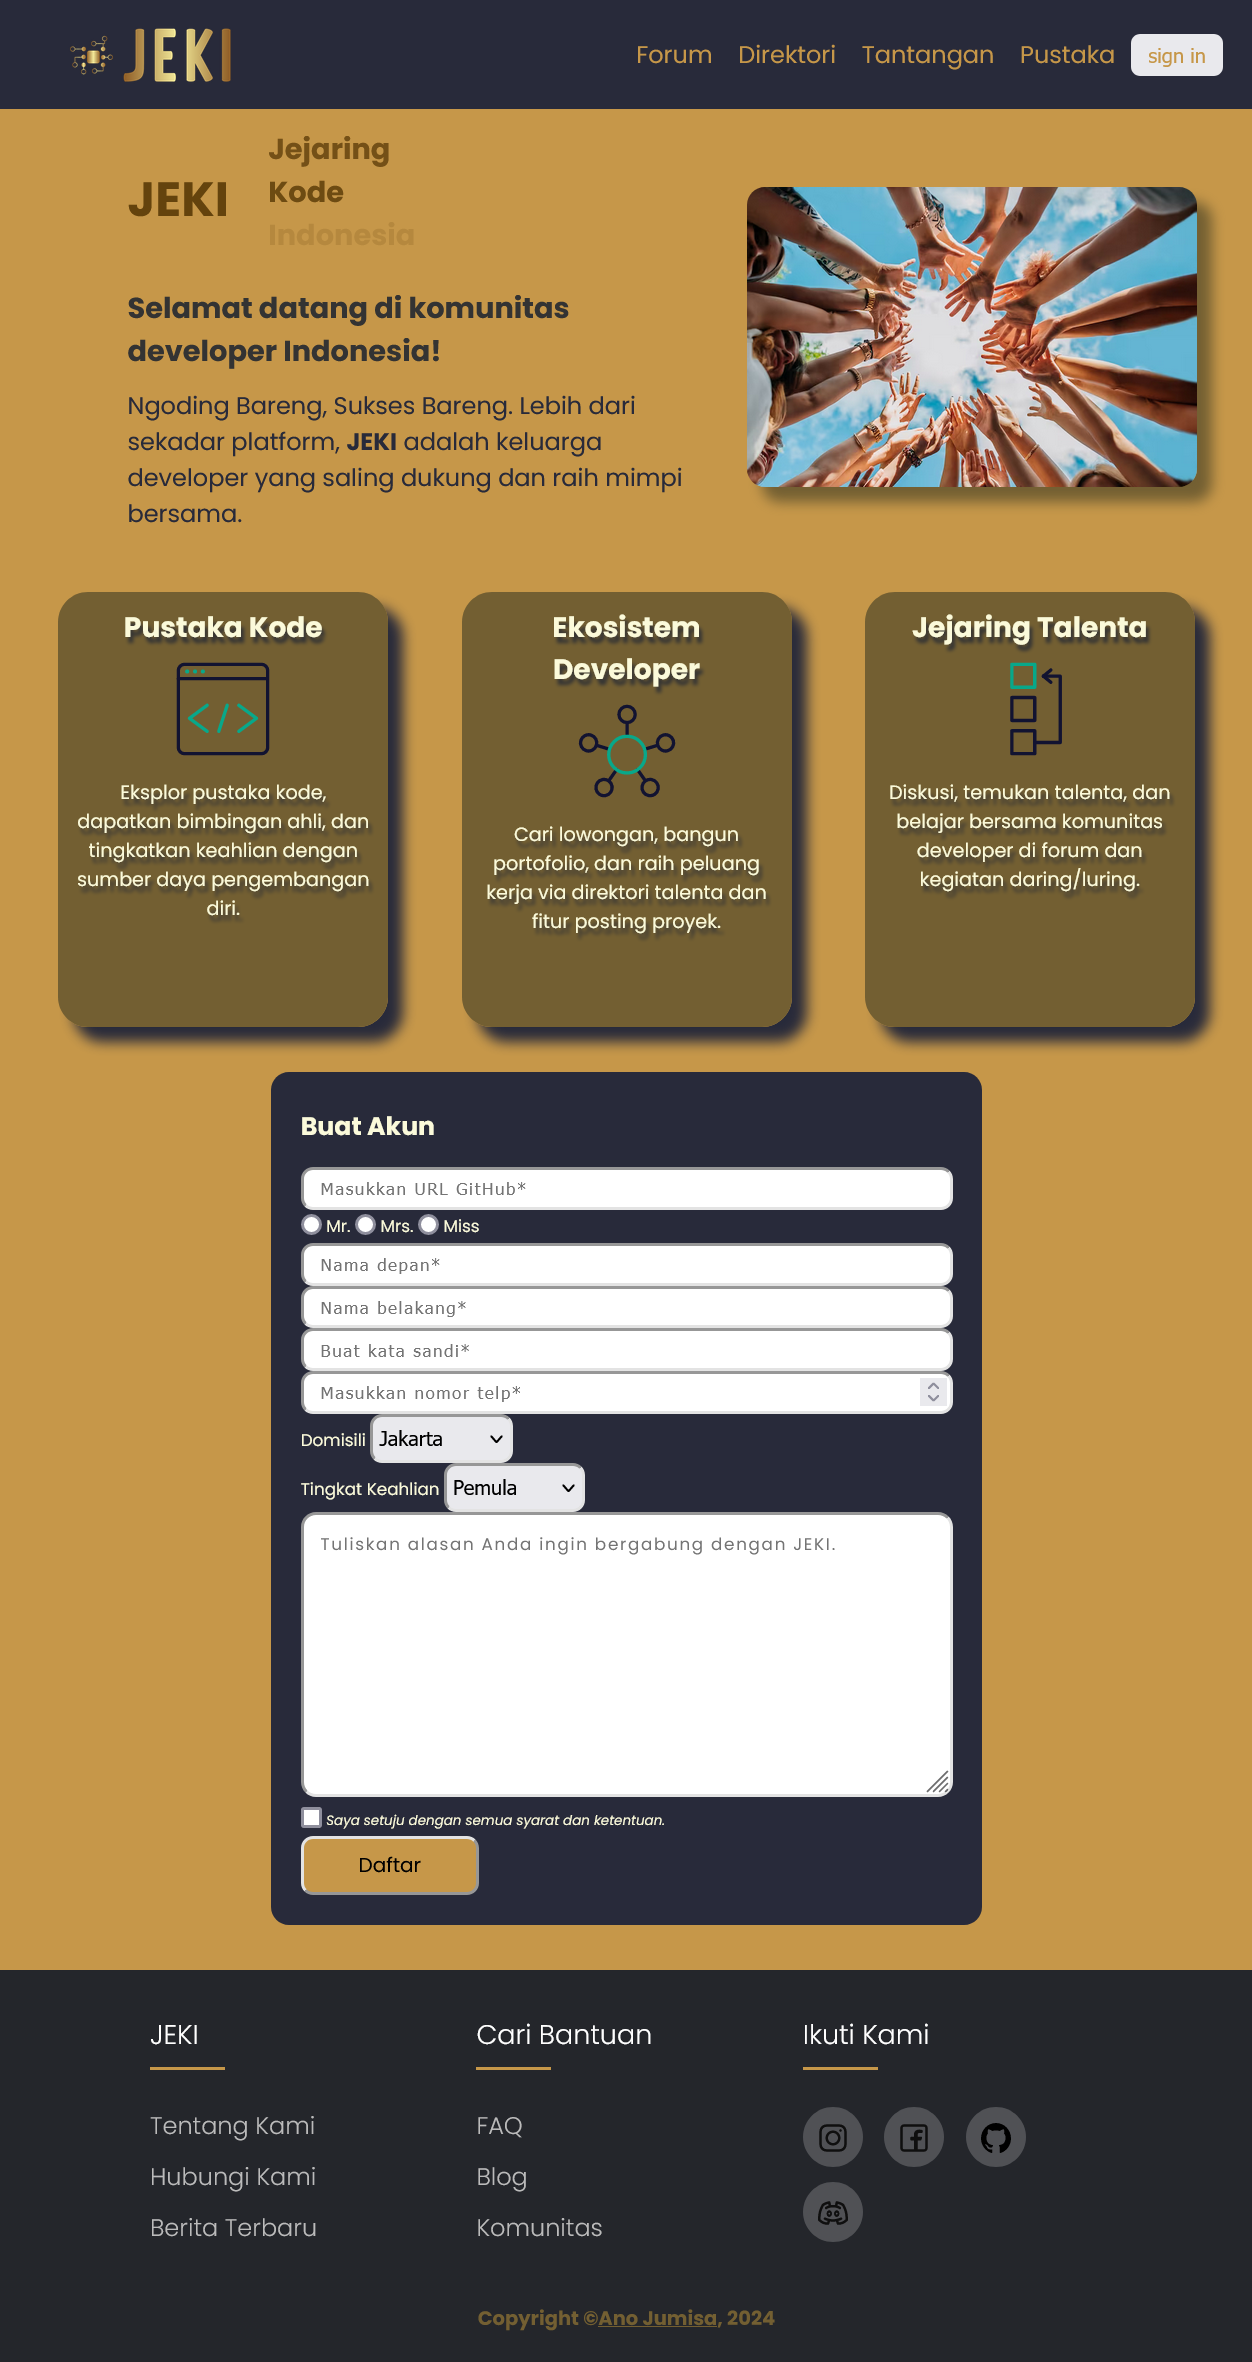 JEKI
Forum Direktori Tantangan Pustaka sign in
JEKI
Jejaring
Kode
Indonesia
Selamat datang di komunitas
developer Indonesia!
Ngoding Bareng, Sukses Bareng. Lebih dari
sekadar platform, JEKI adalah keluarga
developer yang saling dukung dan raih mimpi
bersama.
Pustaka Kode
</>
Eksplor pustaka kode,
dapatkan bimbingan ahli, dan
tingkatkan keahlian dengan
sumber daya pengembangan
diri.
Ekosistem
Developer
Cari lowongan, bangun
portofolio, dan raih peluang
kerja via direktori talenta dan
fitur posting proyek.
Jejaring Talenta
Diskusi, temukan talenta, dan
belajar bersama komunitas
developer di forum dan
kegiatan daring/luring.
Buat Akun
Masukkan URL GitHub*
Mr. Mrs. Miss
Nama depan*
Nama belakang*
Buat kata sandi*
Masukkan nomor telp*
Domisili Jakarta
Tingkat Keahlian Pemula
Tuliskan alasan Anda ingin bergabung dengan JEKI.
Saya setuju dengan semua syarat dan ketentuan.
Daftar
JEKI
Tentang Kami
Hubungi Kami
Berita Terbaru
Cari Bantuan
FAQ
Blog
Komunitas
Ikuti Kami
Copyright ©Ano Jumisa, 2024